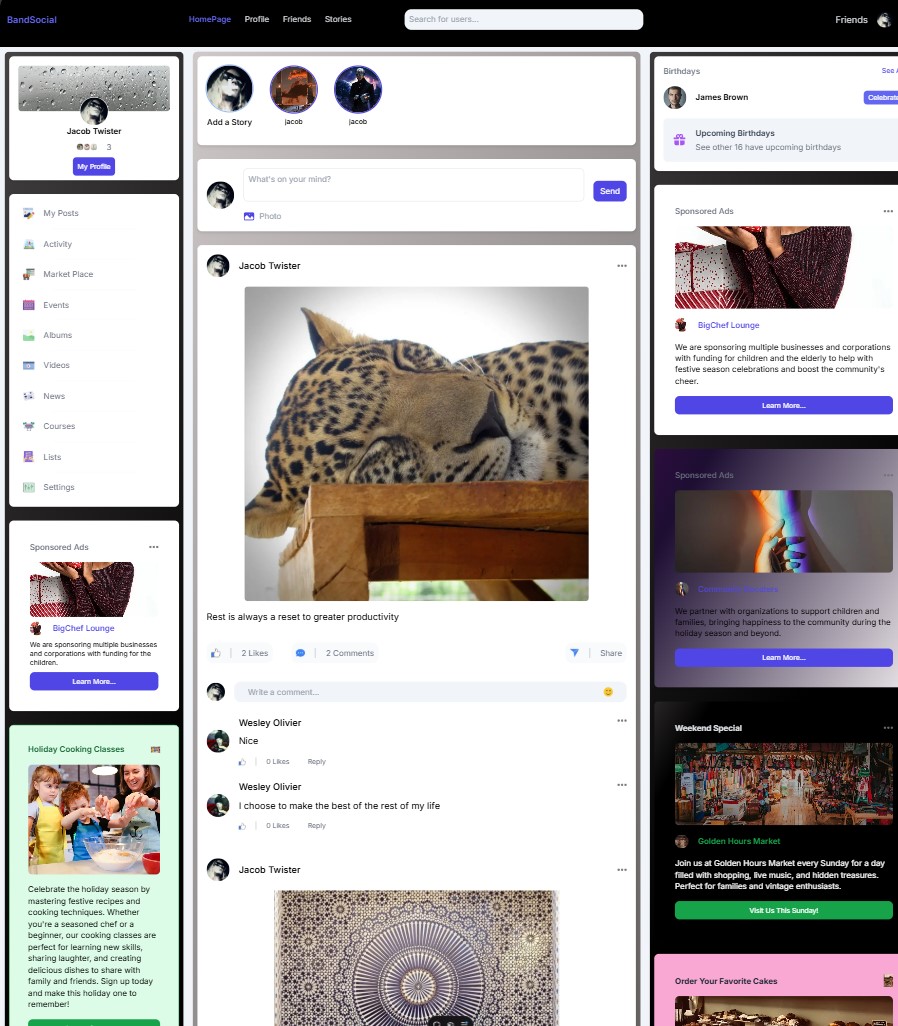 BandSocial
HomePage
Profile
Friends
Stories
Search for users...
Friends
Jacob Twister
3
My Profile
My Posts
Activity
Market Place
Events
Albums
Videos
News
Courses
Lists
Settings
Sponsored Ads
BigChef Lounge
We are sponsoring multiple businesses
and corporations with funding for the
children.
Learn More...
Holiday Cooking Classes
Celebrate the holiday season by
mastering festive recipes and
cooking techniques. Whether
you're a seasoned chef or a
beginner, our cooking classes are
perfect for learning new skills,
sharing laughter, and creating
delicious dishes to share with
family and friends. Sign up today
and make this holiday one to
remember!
Add a Story
jacob
jacob
What's on your mind?
Send
Photo
Jacob Twister
Rest is always a reset to greater productivity
2 Likes
2 Comments
Share
Write a comment...
Wesley Olivier
Nice
0 Likes
Reply
Wesley Olivier
I choose to make the best of the rest of my life
0 Likes
Reply
Jacob Twister
Birthdays
See A
James Brown
Celebrate
Upcoming Birthdays
See other 16 have upcoming birthdays
Sponsored Ads
BigChef Lounge
We are sponsoring multiple businesses and corporations
with funding for children and the elderly to help with
festive season celebrations and boost the community's
cheer.
Learn More...
Sponsored Ads
We partner with organizations to support children and
families, bringing happiness to the community during the
holiday season and beyond.
Learn More...
Weekend Special
Golden Hours Market
Join us at Golden Hours Market every Sunday for a day
filled with shopping, live music, and hidden treasures.
Perfect for families and vintage enthusiasts.
Visit Us This Sunday!
Order Your Favorite Cakes